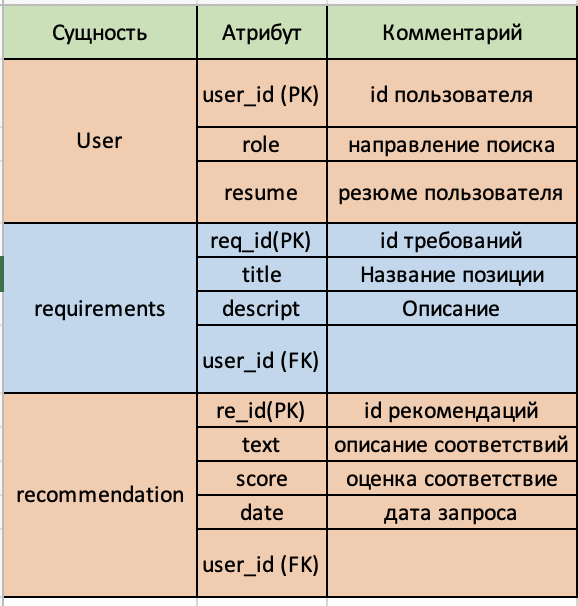 Сущность Атрибут Комментарий
User user_id (PK) id пользователя
role направление поиска
resume резюме пользователя
requirements req_id(PK) id требований
title Название позиции
descript Описание
user_id (FK)
recommendation re_id(PK) id рекомендаций
text описание соответствий
score оценка соответствие
date дата запроса
user_id (FK)